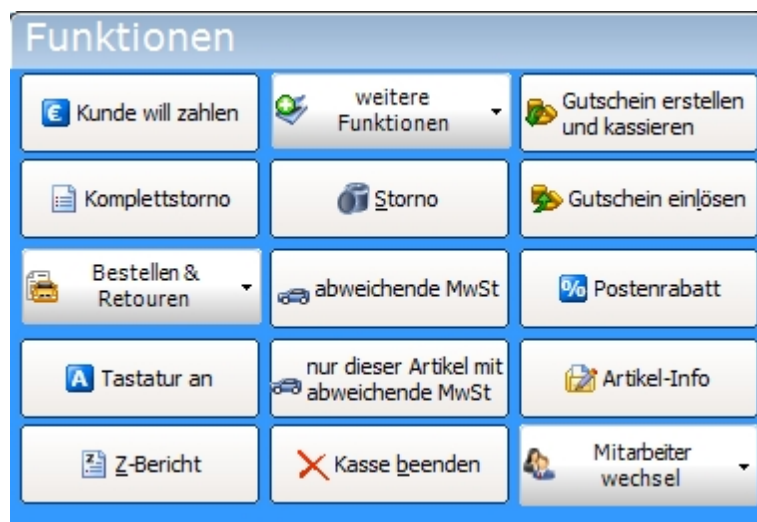 Funktionen
Kunde will zahlen
weitere
Funktionen
Gutschein erstellen
und kassieren
Komplettstorno
Storno
Gutschein einlösen
Bestellen &
Retouren
abweichende MwSt
Postenrabatt
Tastatur an
nur dieser Artikel mit
abweichende MwSt
Artikel-Info
Z-Bericht
Kasse beenden
Mitarbeiter
wechsel